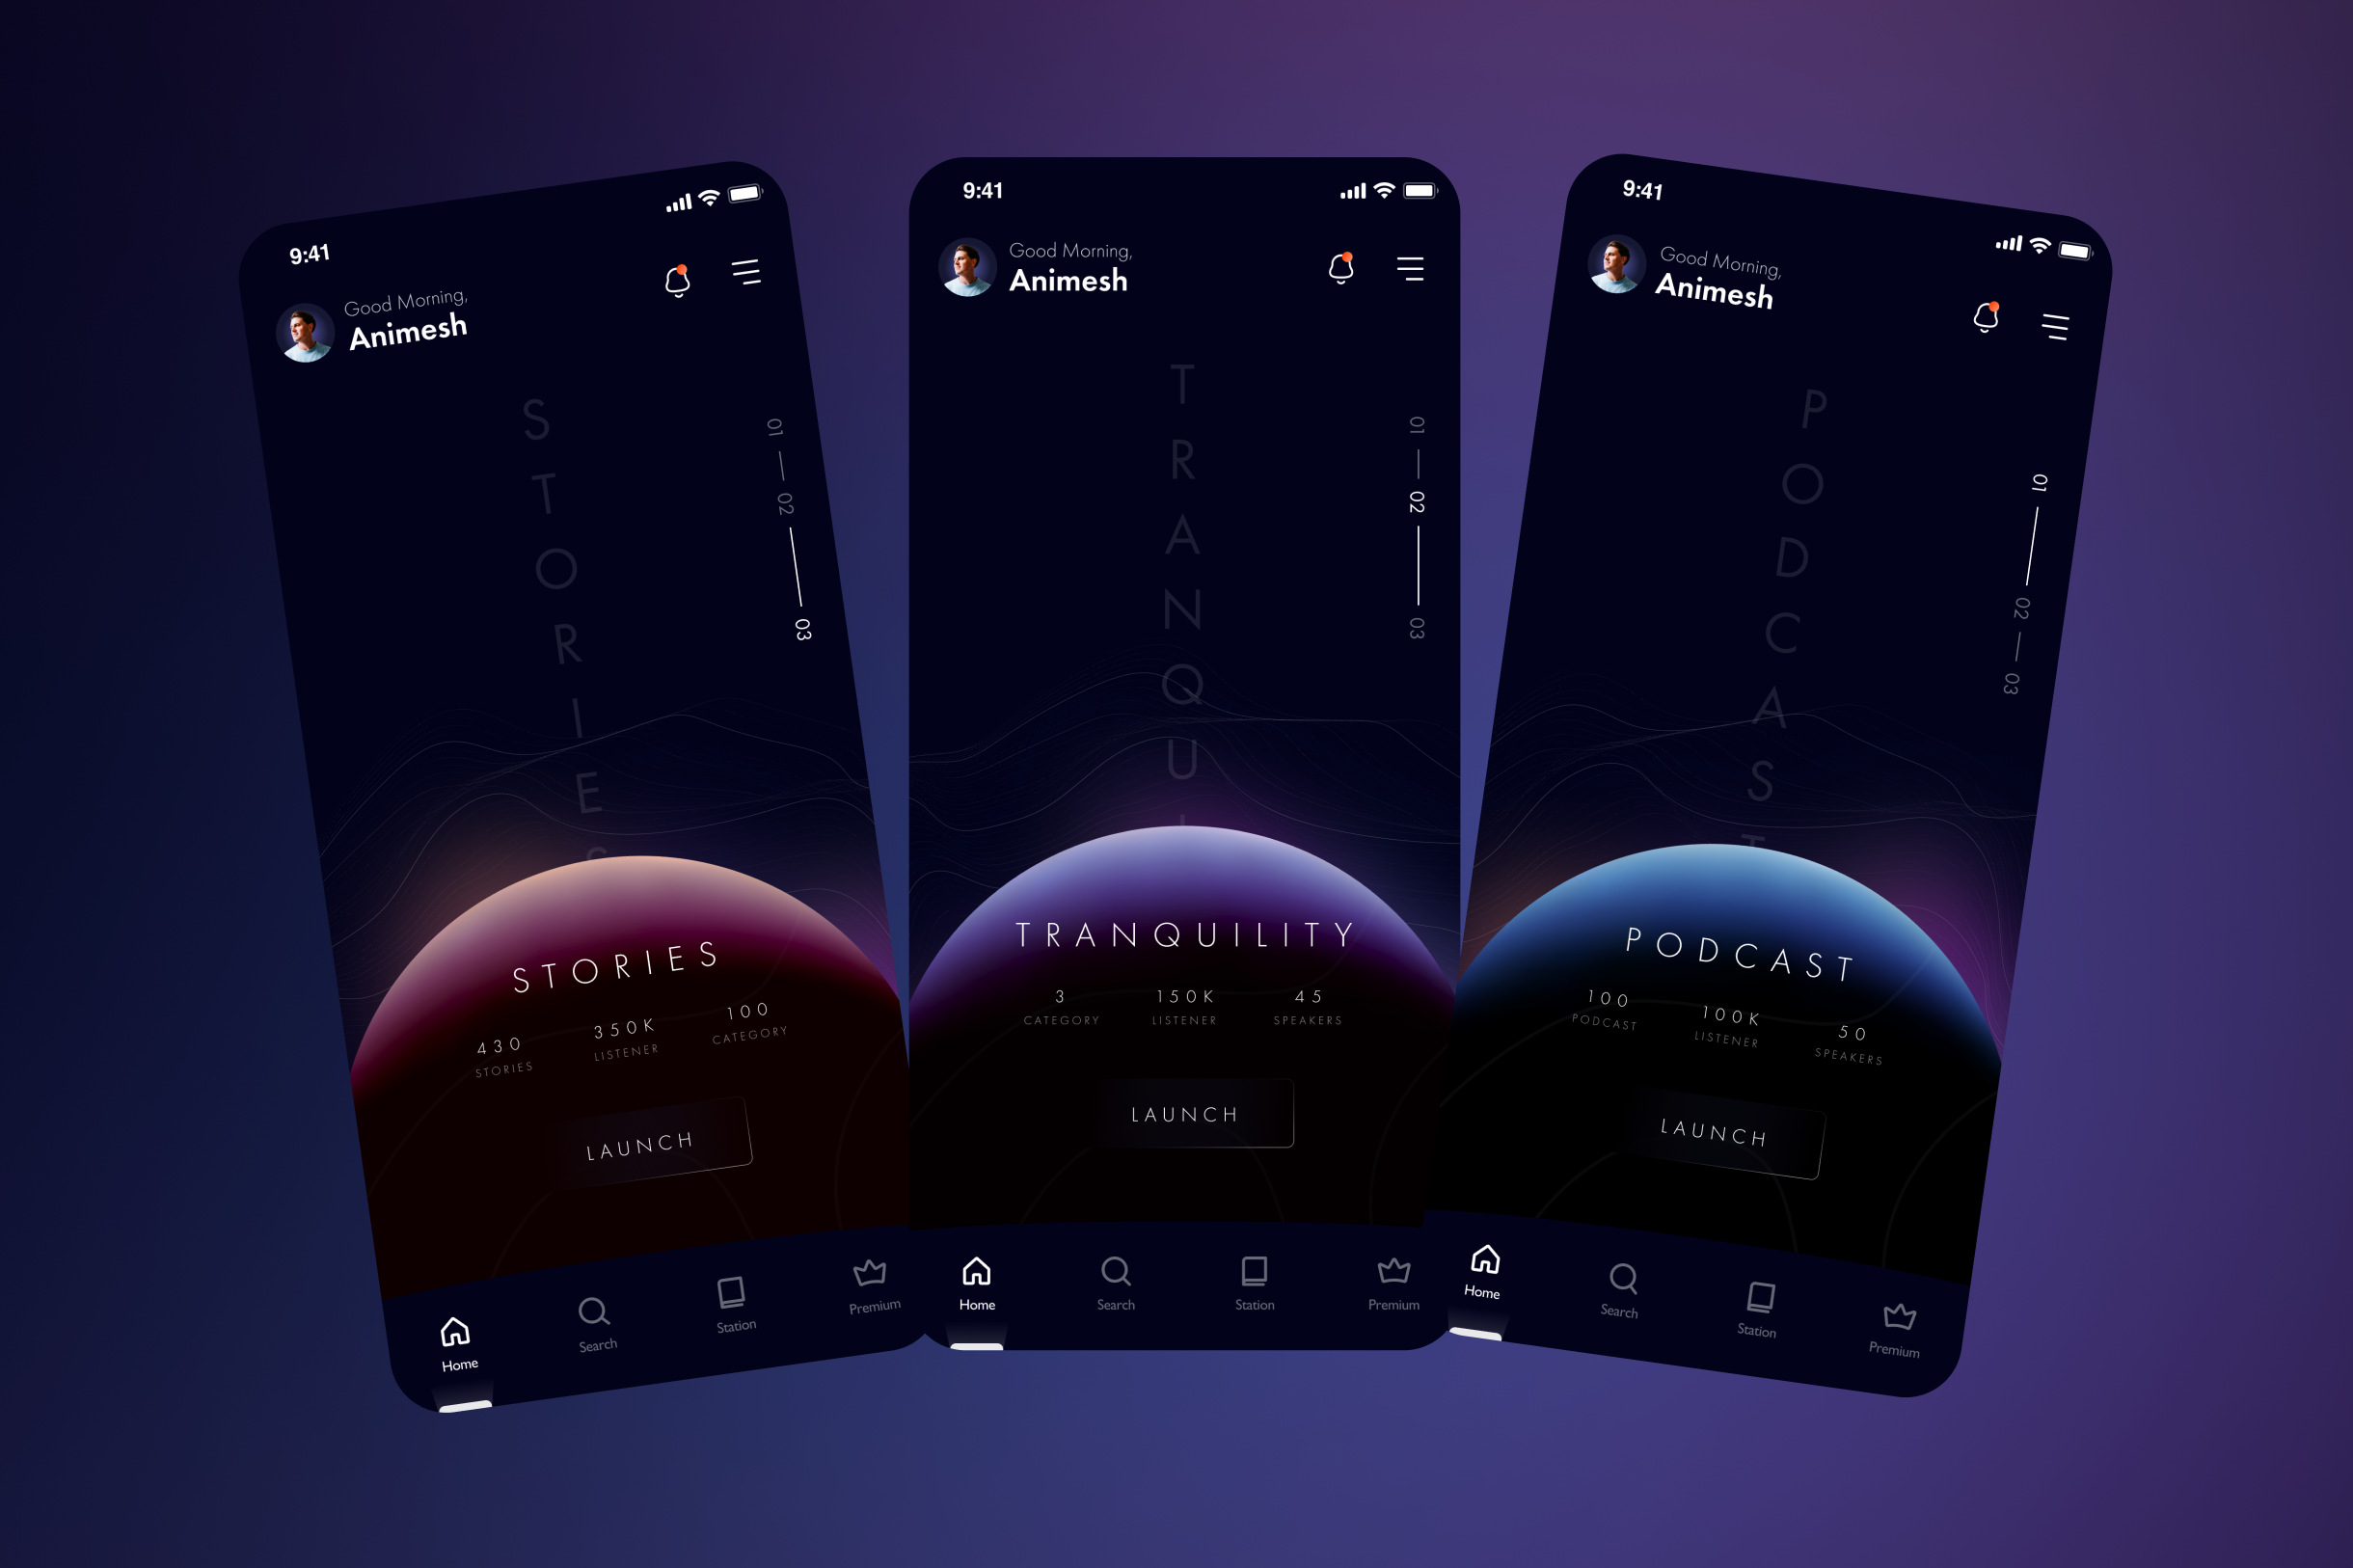 9:41
Good Morning,
Animesh
S
T
O
R
I
E
S
01
02
03
STORIES
430
STORIES
350K
LISTENER
100
CATEGORY
LAUNCH
Home
Search
Station
Premium
9:41
Good Morning,
Animesh
T
R
A
N
Q
U
I
01
02
03
TRANQUILITY
3
CATEGORY
150K
LISTENER
45
SPEAKERS
LAUNCH
Home
Search
Station
Premium
9:41
Good Morning,
Animesh
P
O
D
C
A
S
T
01
02
03
PODCAST
100
PODCAST
100K
LISTENER
50
SPEAKERS
LAUNCH
Home
Search
Station
Premium